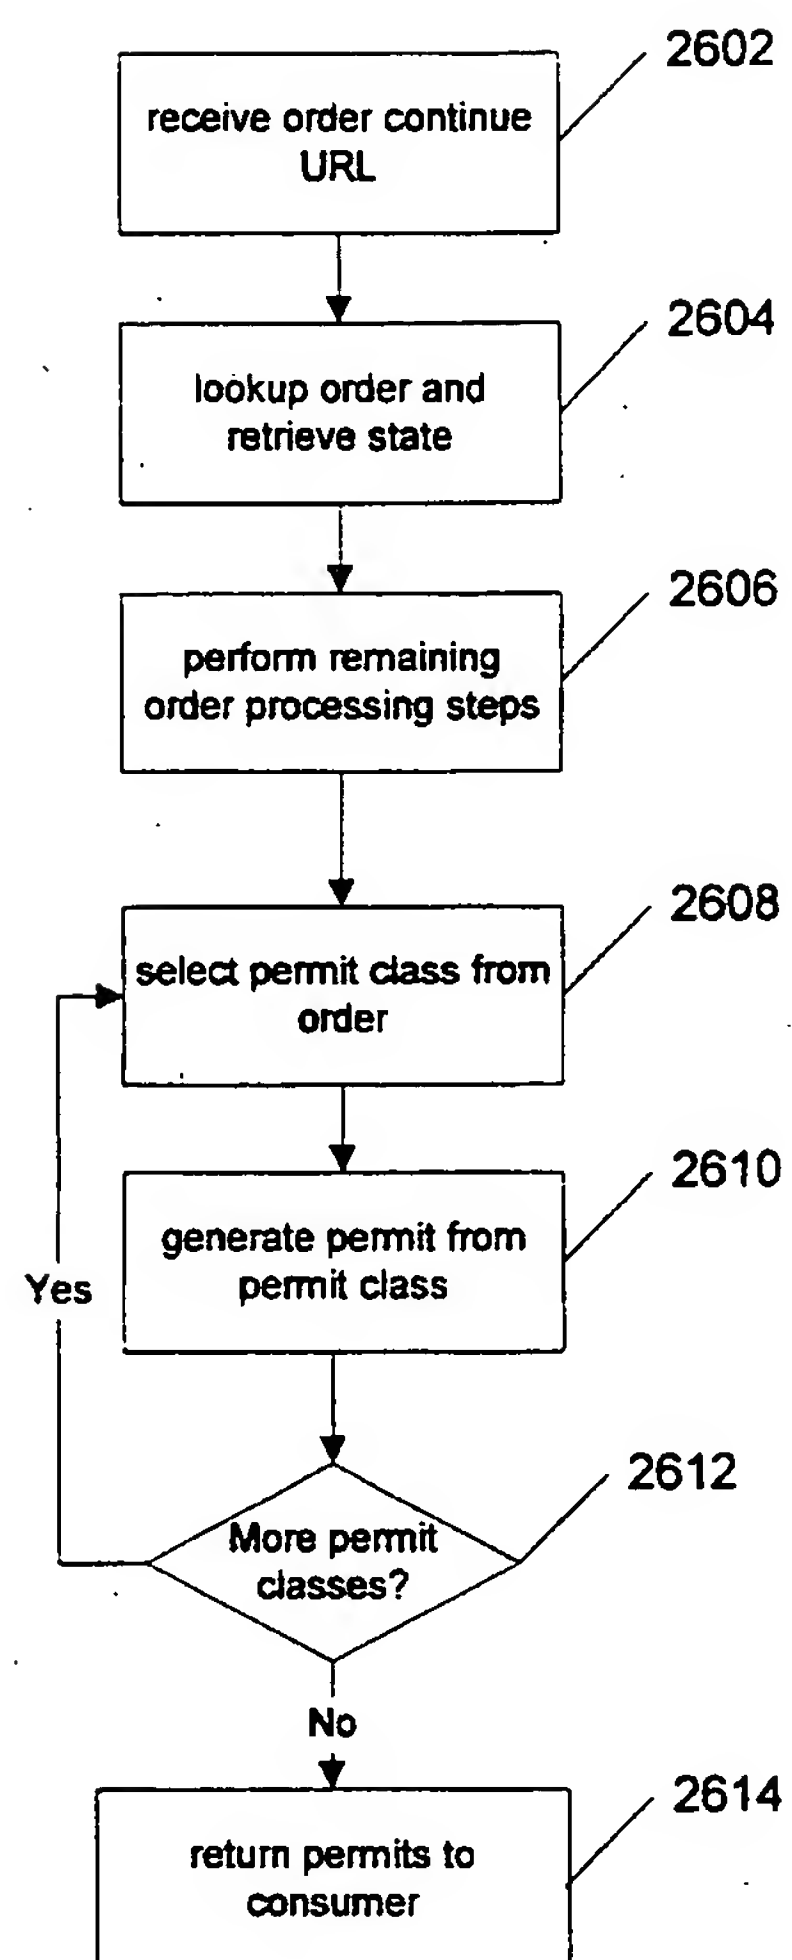 2602
receive order continue
URL
2604
lookup order and
retrieve state
2606
perform remaining
order processing steps
2608
select permit class from
order
2610
generate permit from
permit class
Yes
2612
More permit
classes?
No
2614
return permits to
consumer